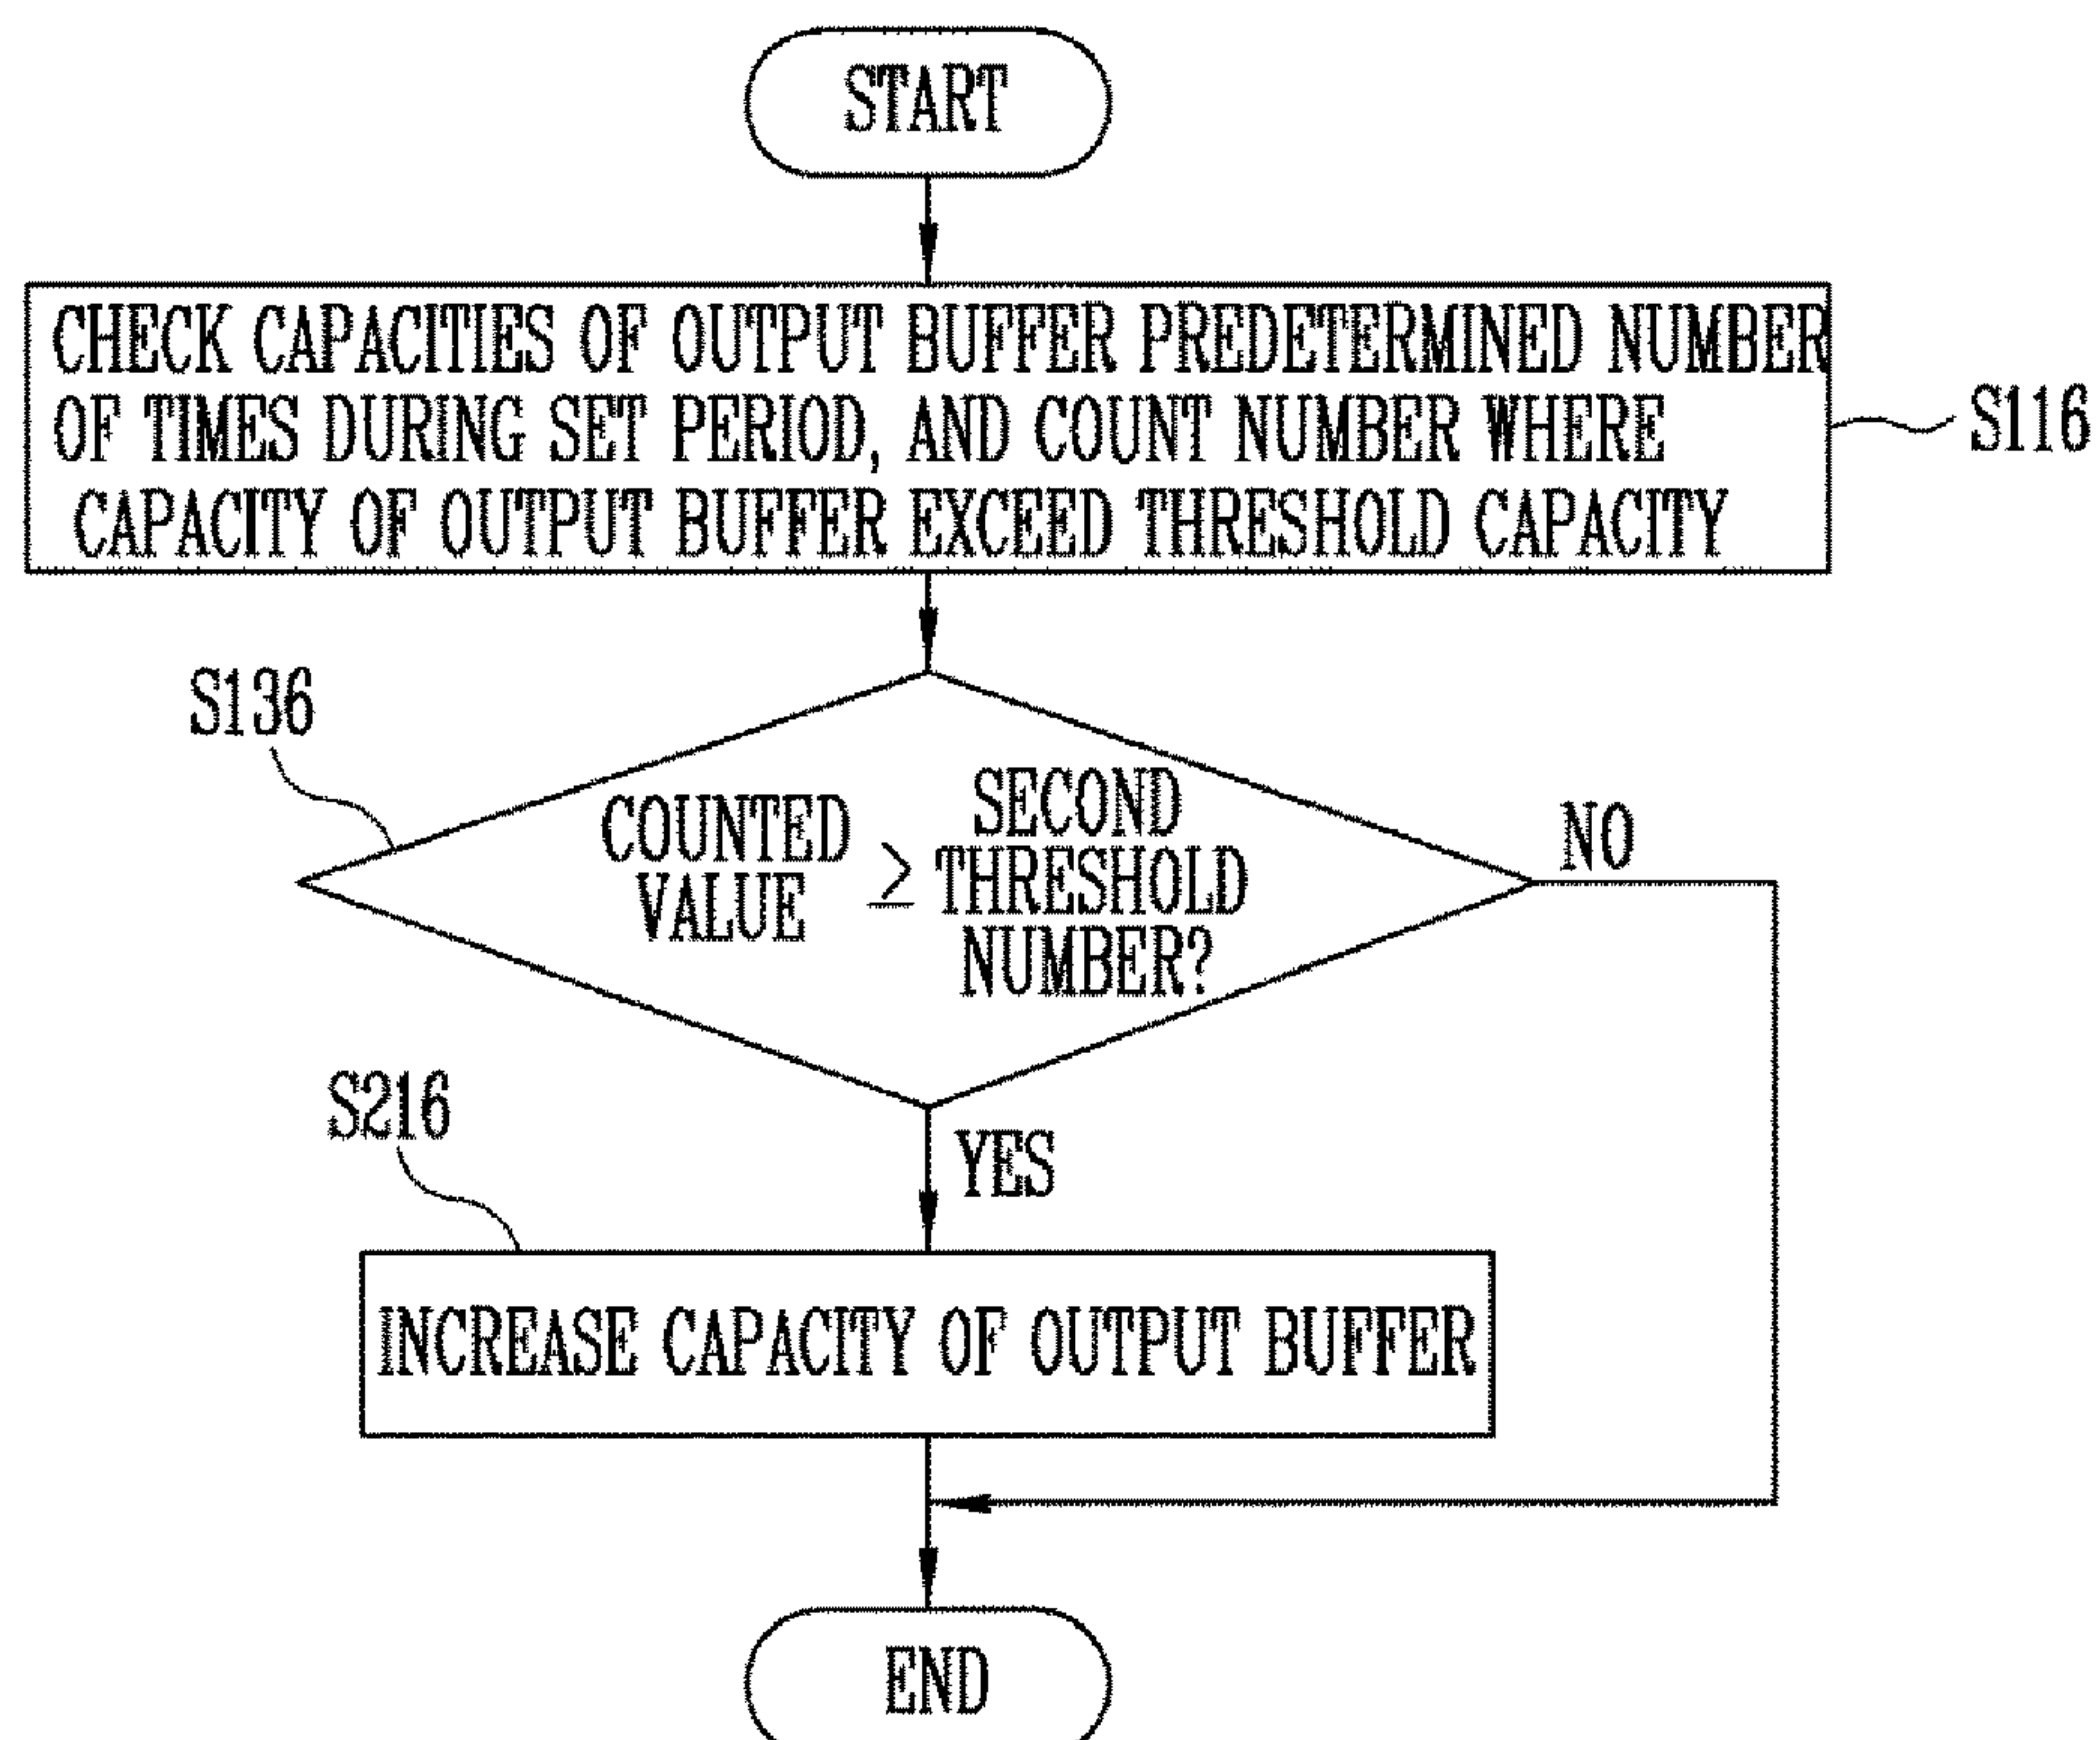 START
CHECK CAPACITIES OF OUTPUT BUFFER PREDETERMINED NUMBER
OF TIMES DURING SET PERIOD, AND COUNT NUMBER WHERE
CAPACITY OF OUTPUT BUFFER EXCEED THRESHOLD CAPACITY
S116
S136
COUNTED
VALUE
≥
SECOND
THRESHOLD
NUMBER?
NO
YES
S216
INCREASE CAPACITY OF OUTPUT BUFFER
END